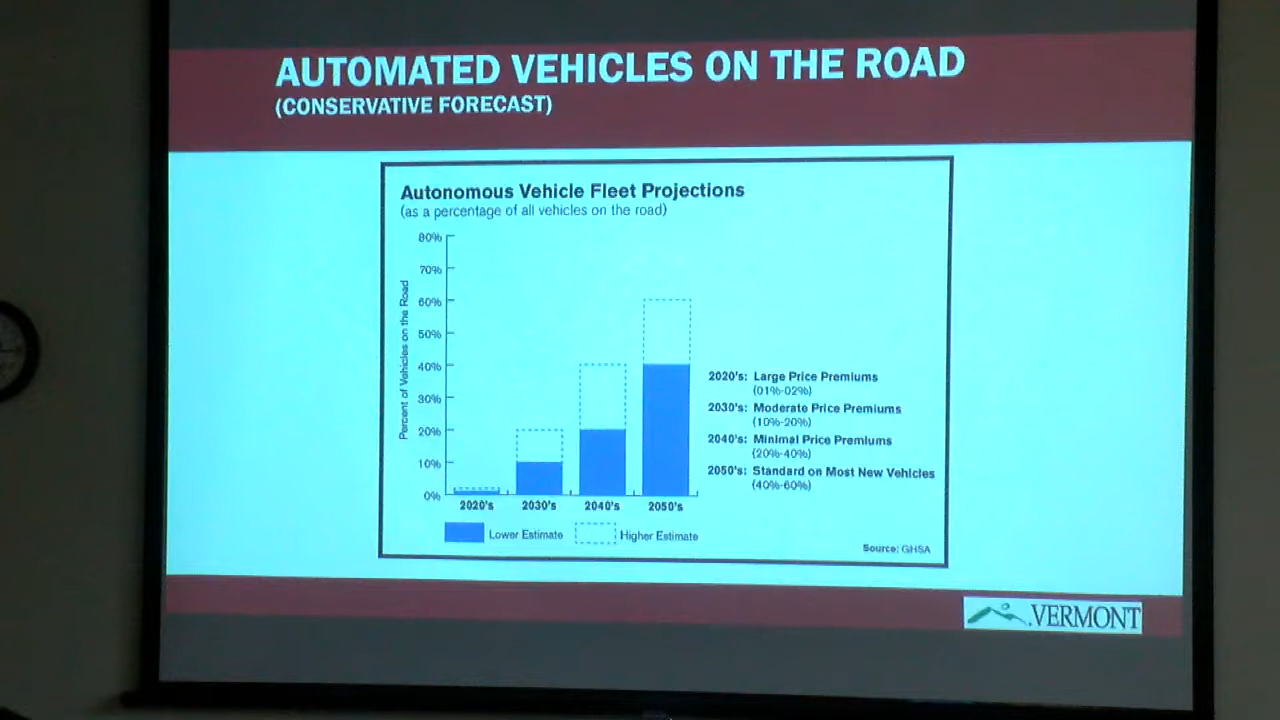 AUTOMATED VEHICLES ON THE ROAD
(CONSERVATIVE FORECAST)
Autonomous Vehicle Fleet Projections
(as a percentage of all vehicles on the road)
Percent of Vehicles on the Road
80%
70%
60%
50%
40%
30%
20%
10%
0%
2020's
2030's
2040's
2050's
Lower Estimate
Higher Estimate
2020's: Large Price Premiums
(01%-02%)
2030's: Moderate Price Premiums
(10%-20%)
2040's: Minimal Price Premiums
(20%-40%)
2050's: Standard on Most New Vehicles
(40%-60%)
Source: GHSA
VERMONT